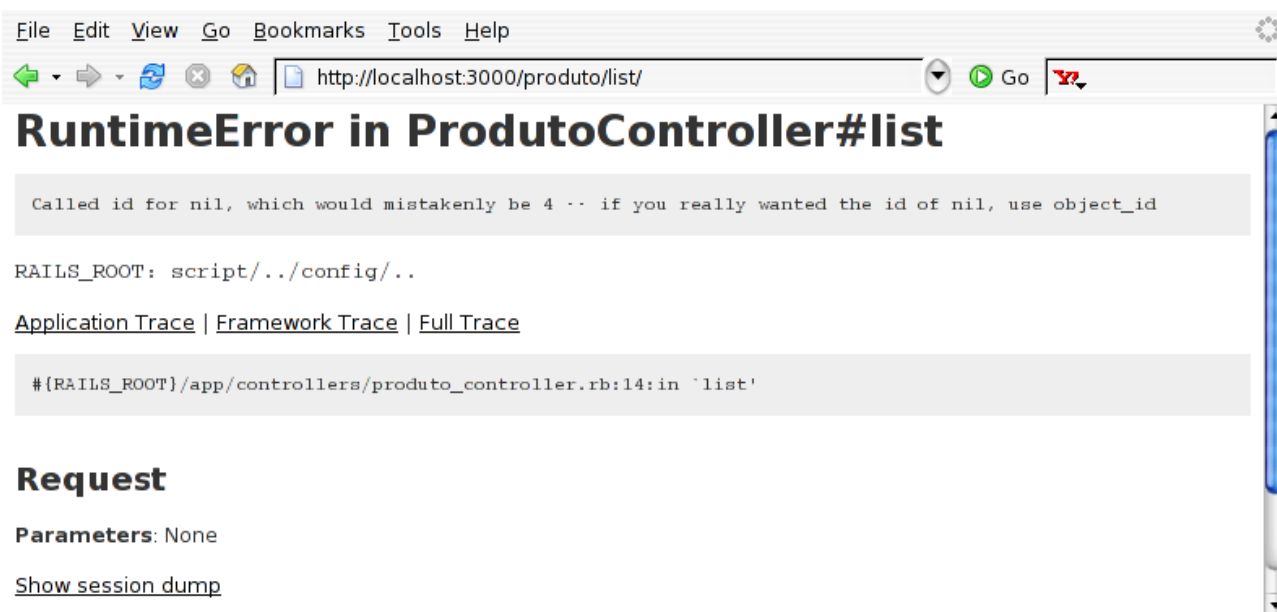 File Edit View Go Bookmarks Tools Help
http://localhost:3000/produto/list/ Go Y!
RuntimeError in ProdutoController#list
Called id for nil, which would mistakenly be 4 -- if you really wanted the id of nil, use object_id
RAILS_ROOT: script/../config/..
Application Trace | Framework Trace | Full Trace
#{RAILS_ROOT}/app/controllers/produto_controller.rb:14:in `list'
Request
Parameters: None
Show session dump